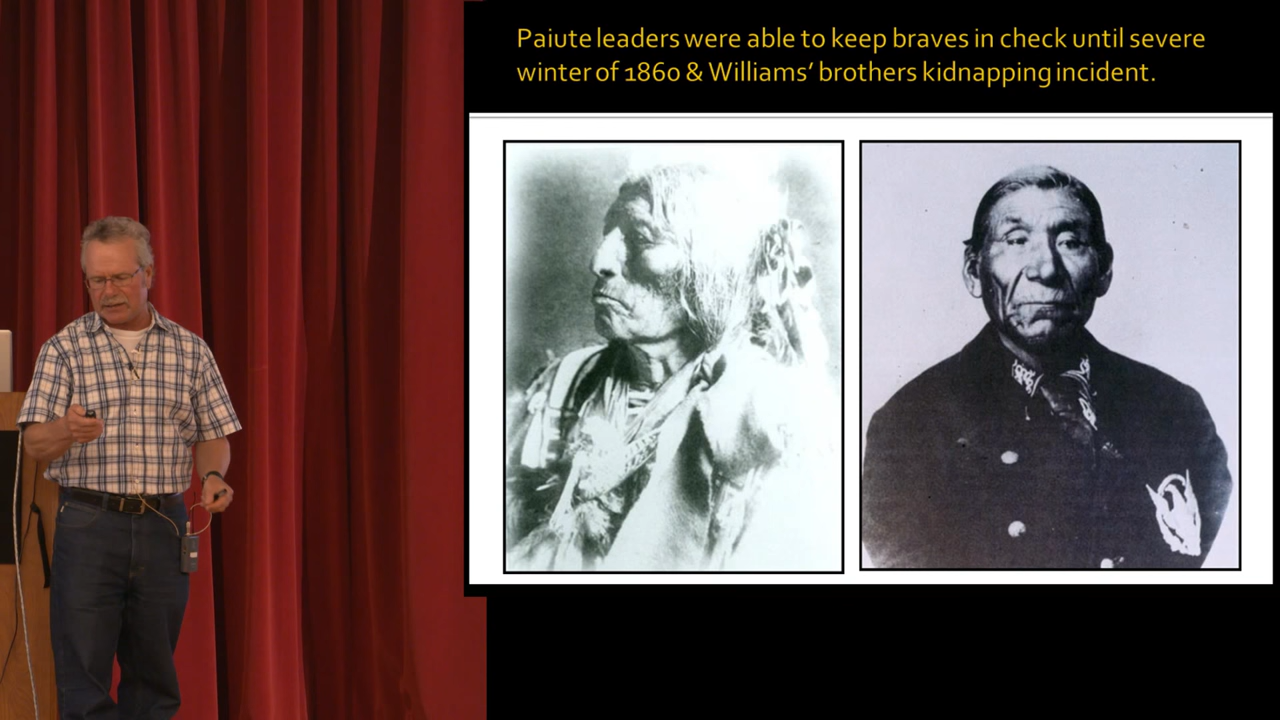 Paiute leaders were able to keep braves in check until severe
winter of 1860 & Williams' brothers kidnapping incident.